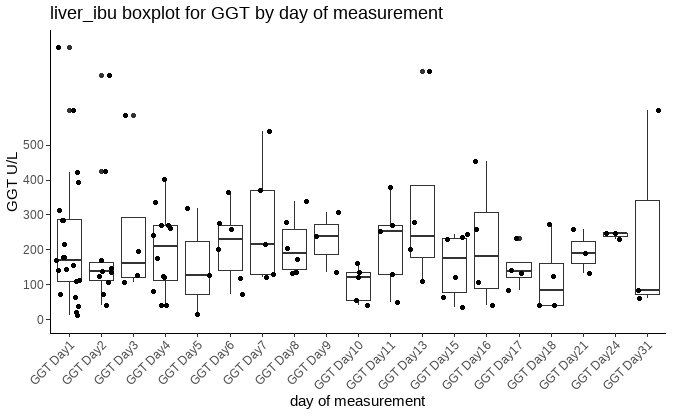 liver_ibu boxplot for GGT by day of measurement
GGT U/L
500
400
300
200
100
0
GGT Day1
GGT Day2
GGT Day3
GGT Day4
GGT Day5
GGT Day6
GGT Day7
GGT Day8
GGT Day9
GGT Day10
GGT Day11
GGT Day13
GGT Day15
GGT Day16
GGT Day17
GGT Day18
GGT Day21
GGT Day24
GGT Day31
day of measurement